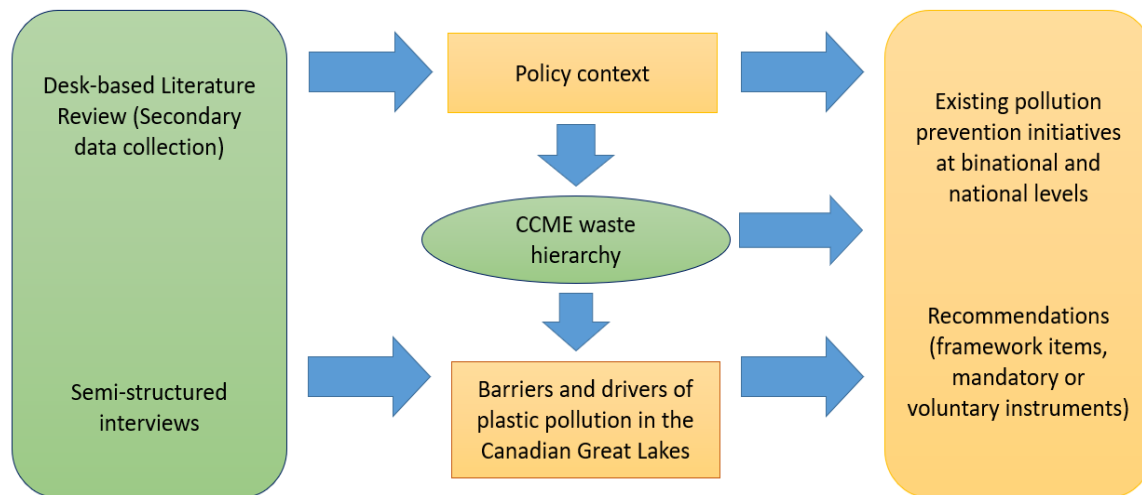 Desk-based Literature
Review (Secondary
data collection)
Semi-structured
interviews
Policy context
CCME waste
hierarchy
Barriers and drivers of
plastic pollution in the
Canadian Great Lakes
Existing pollution
prevention initiatives
at binational and
national levels
Recommendations
(framework items,
mandatory or
voluntary instruments)